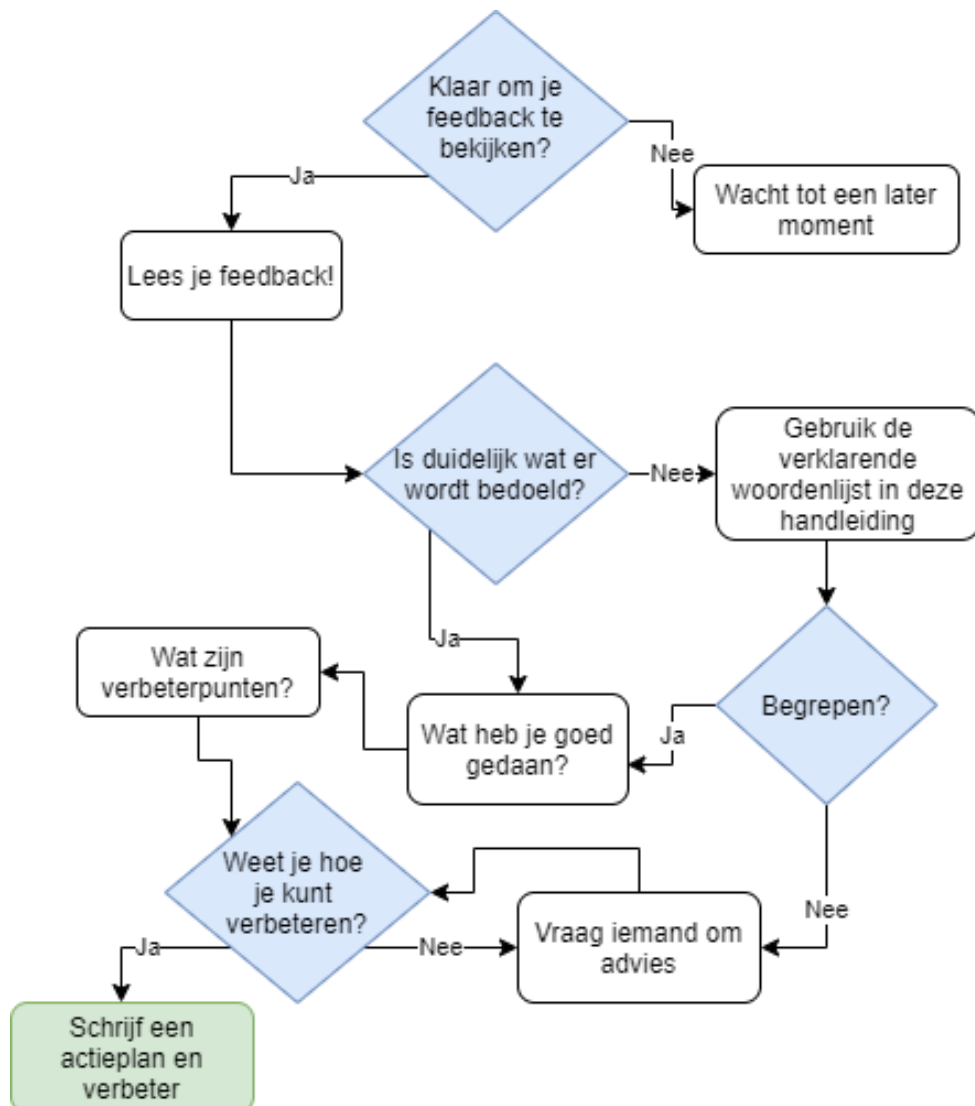 Klaar om je
feedback te
bekijken?
Nee
Ja
Wacht tot een later
moment
Lees je feedback!
Is duidelijk wat er
wordt bedoeld?
Nee
Gebruik de
verklarende
woordenlijst in deze
handleiding
Ja
Wat zijn
verbeterpunten?
Wat heb je goed
gedaan?
Ja
Begrepen?
Weet je hoe
je kunt
verbeteren?
Nee
Vraag iemand om
advies
Ja
Nee
Schrijf een
actieplan en
verbeter